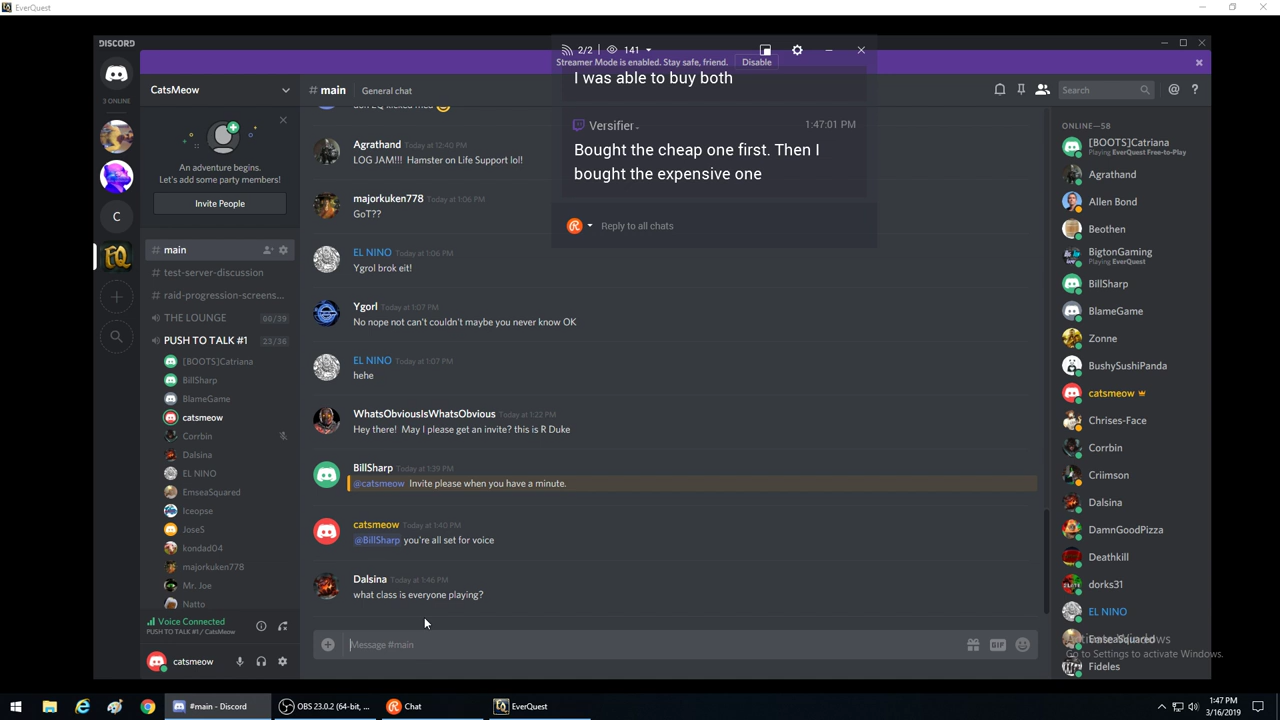 EverQuest
DISCORD
3 ONLINE
C
CatsMeow
An adventure begins.
Let's add some party members!
Invite People
# main
# test-server-discussion
# raid-progression-screens...
THE LOUNGE 66/39
PUSH TO TALK #1 23/36
[BOOTS]Catriana
BillSharp
BlameGame
catsmeow
Corrbin
Dalsina
EL NINO
EmseaSquared
Iceopse
JoseS
kondad04
majorkuken778
Mr. Joe
Natto
Voice Connected
PUSH TO TALK #1 / CatsMeow
catsmeow
# main General chat
Search
Agrathand Today at 12:40 PM
LOG JAM!!! Hamster on Life Support lol!
majorkuken778 Today at 1:06 PM
GoT??
EL NINO Today at 1:06 PM
Ygrol brok eit!
Ygorl Today at 1:07 PM
No nope not can't couldn't maybe you never know OK
EL NINO Today at 1:07 PM
hehe
WhatsObviousIsWhatsObvious Today at 1:22 PM
Hey there! May I please get an invite? this is R Duke
BillSharp Today at 1:39 PM
@catsmeow Invite please when you have a minute.
catsmeow Today at 1:40 PM
@BillSharp you're all set for voice
Dalsina Today at 1:46 PM
what class is everyone playing?
Message #main
GIF
2/2 141
Streamer Mode is enabled. Stay safe, friend. Disable
I was able to buy both
Versifier 1:47:01 PM
Bought the cheap one first. Then I
bought the expensive one
Reply to all chats
ONLINE—58
[BOOTS]Catriana
Playing EverQuest Free-to-Play
Agrathand
Allen Bond
Beothen
BigtonGaming
Playing EverQuest
BillSharp
BlameGame
Zonne
BushySushiPanda
catsmeow
Chrises-Face
Corrbin
Criimson
Dalsina
DamnGoodPizza
Deathkill
dorks31
EL NINO
EmseaSquared
Fideles
Activate Windows
Go to Settings to activate Windows.
#main - Discord
OBS 23.0.2 (64-bit, ...
Chat
EverQuest
1:47 PM
3/16/2019